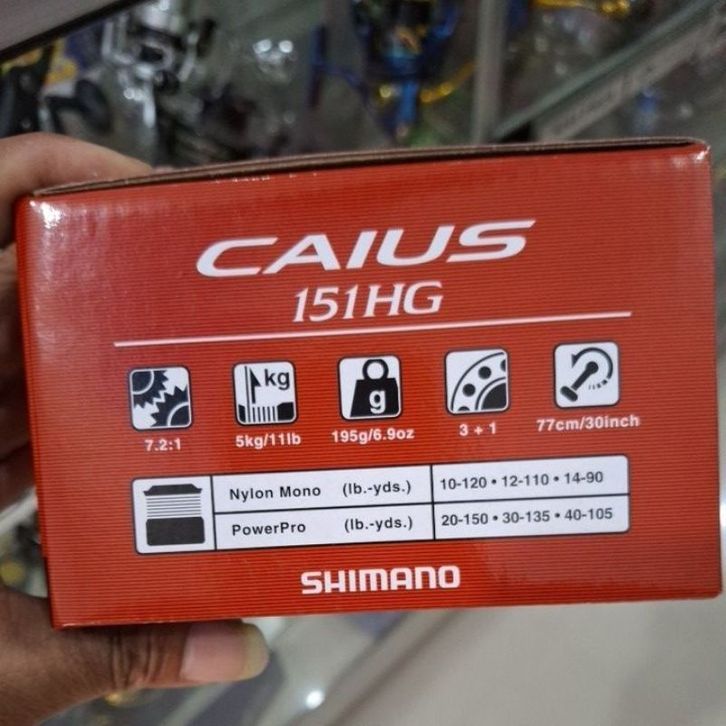 CAIUS
151HG
kg
g
7.2:1
5kg/11lb
195g/6.9oz
3 + 1
77cm/30inch
Nylon Mono (lb.-yds.) 10-120 • 12-110 • 14-90
PowerPro (lb.-yds.) 20-150 • 30-135 • 40-105
SHIMANO